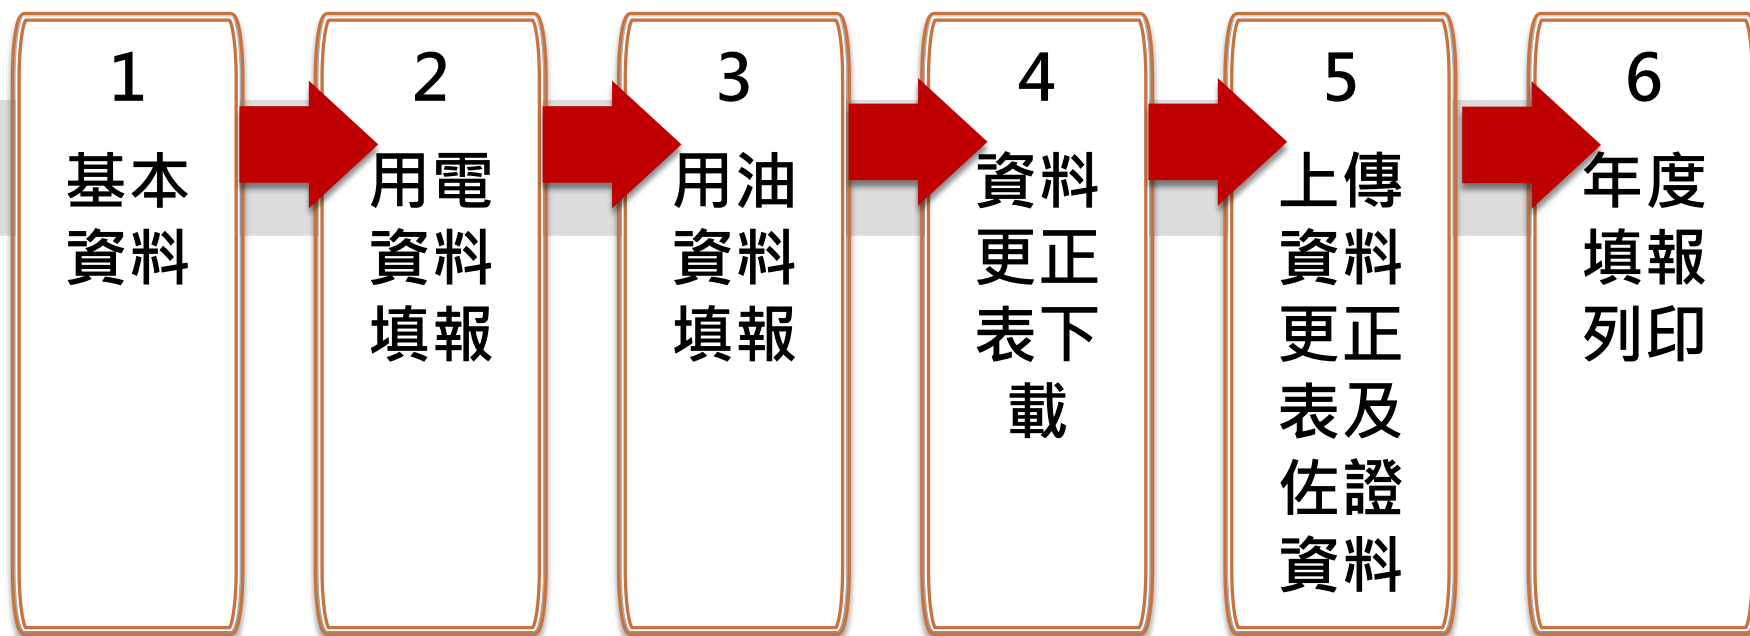 1
基本
資料
2
用電
資料
填報
3
用油
資料
填報
4
資料
更正
表下
載
5
上傳
資料
更正
表及
佐證
資料
6
年度
填報
列印